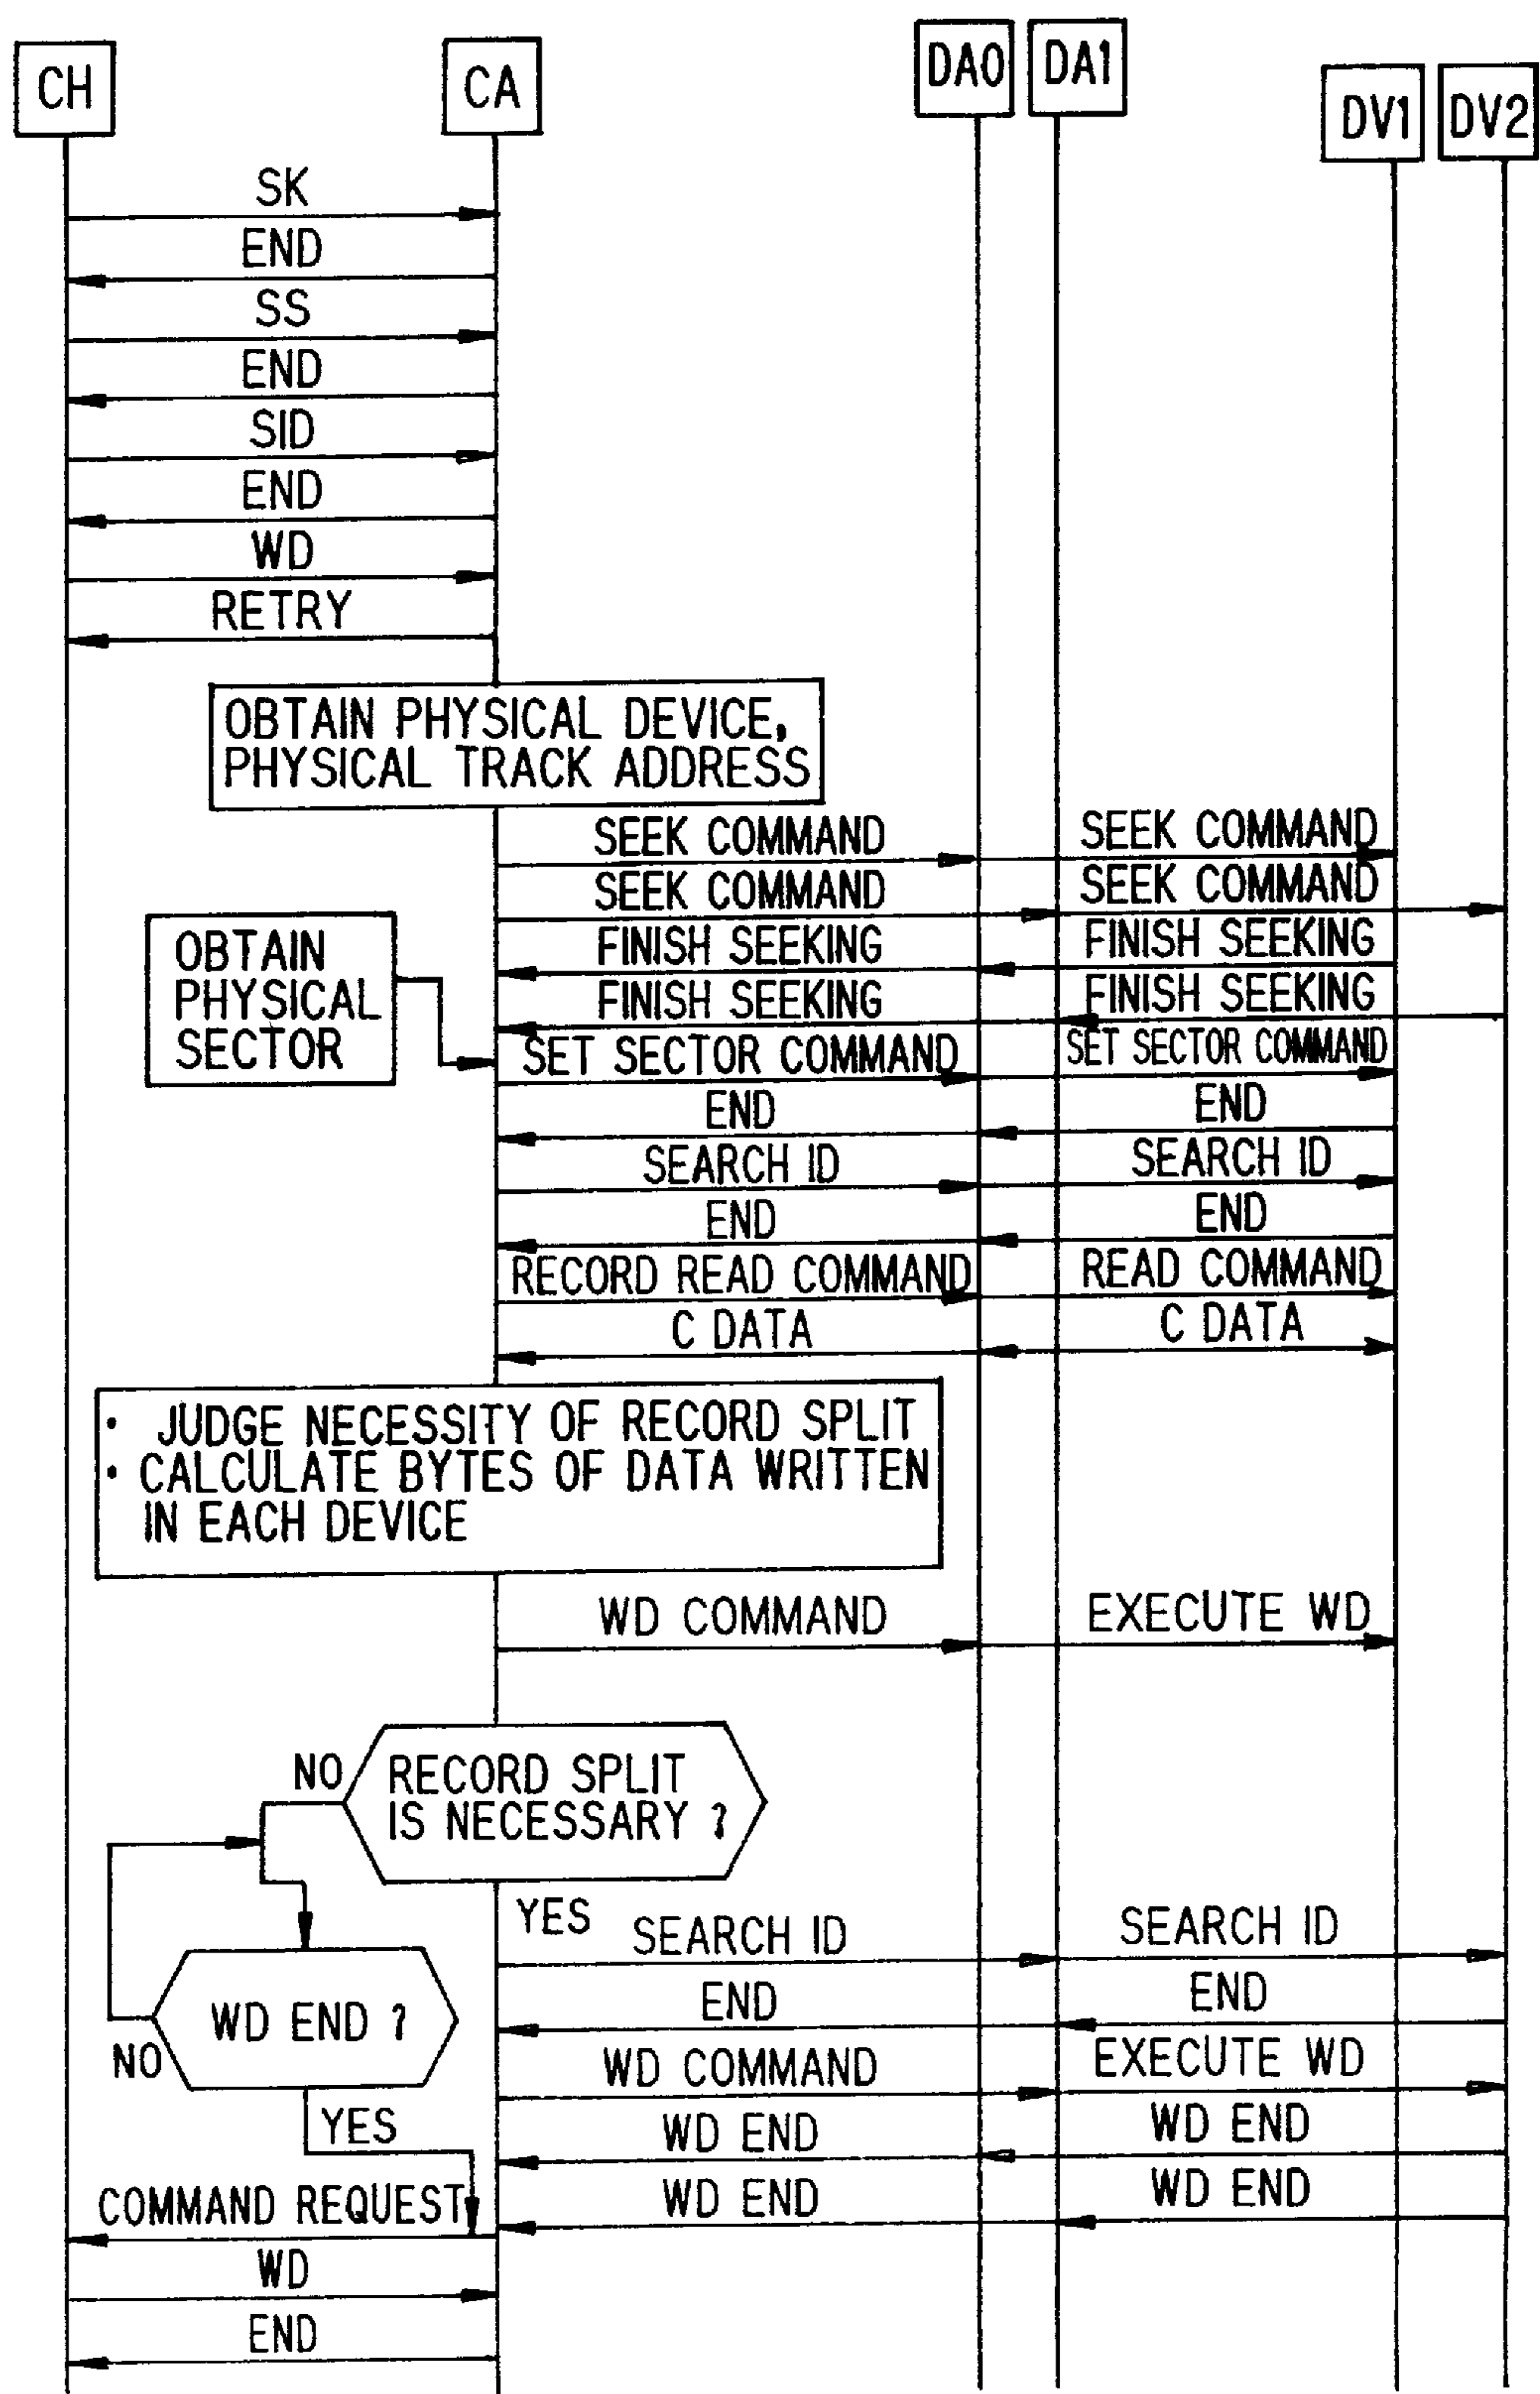 CH
CA
DA0
DA1
DV1
DV2
SK
END
SS
END
SID
END
WD
RETRY
OBTAIN PHYSICAL DEVICE,
PHYSICAL TRACK ADDRESS
SEEK COMMAND
SEEK COMMAND
SEEK COMMAND
SEEK COMMAND
OBTAIN
PHYSICAL
SECTOR
FINISH SEEKING
FINISH SEEKING
FINISH SEEKING
FINISH SEEKING
SET SECTOR COMMAND
SET SECTOR COMMAND
END
END
SEARCH ID
SEARCH ID
END
END
RECORD READ COMMAND
READ COMMAND
C DATA
C DATA
· JUDGE NECESSITY OF RECORD SPLIT
· CALCULATE BYTES OF DATA WRITTEN
IN EACH DEVICE
WD COMMAND
EXECUTE WD
NO
RECORD SPLIT
IS NECESSARY ?
YES
SEARCH ID
SEARCH ID
END
END
WD END ?
NO
WD COMMAND
EXECUTE WD
YES
WD END
WD END
COMMAND REQUEST
WD END
WD END
WD
END